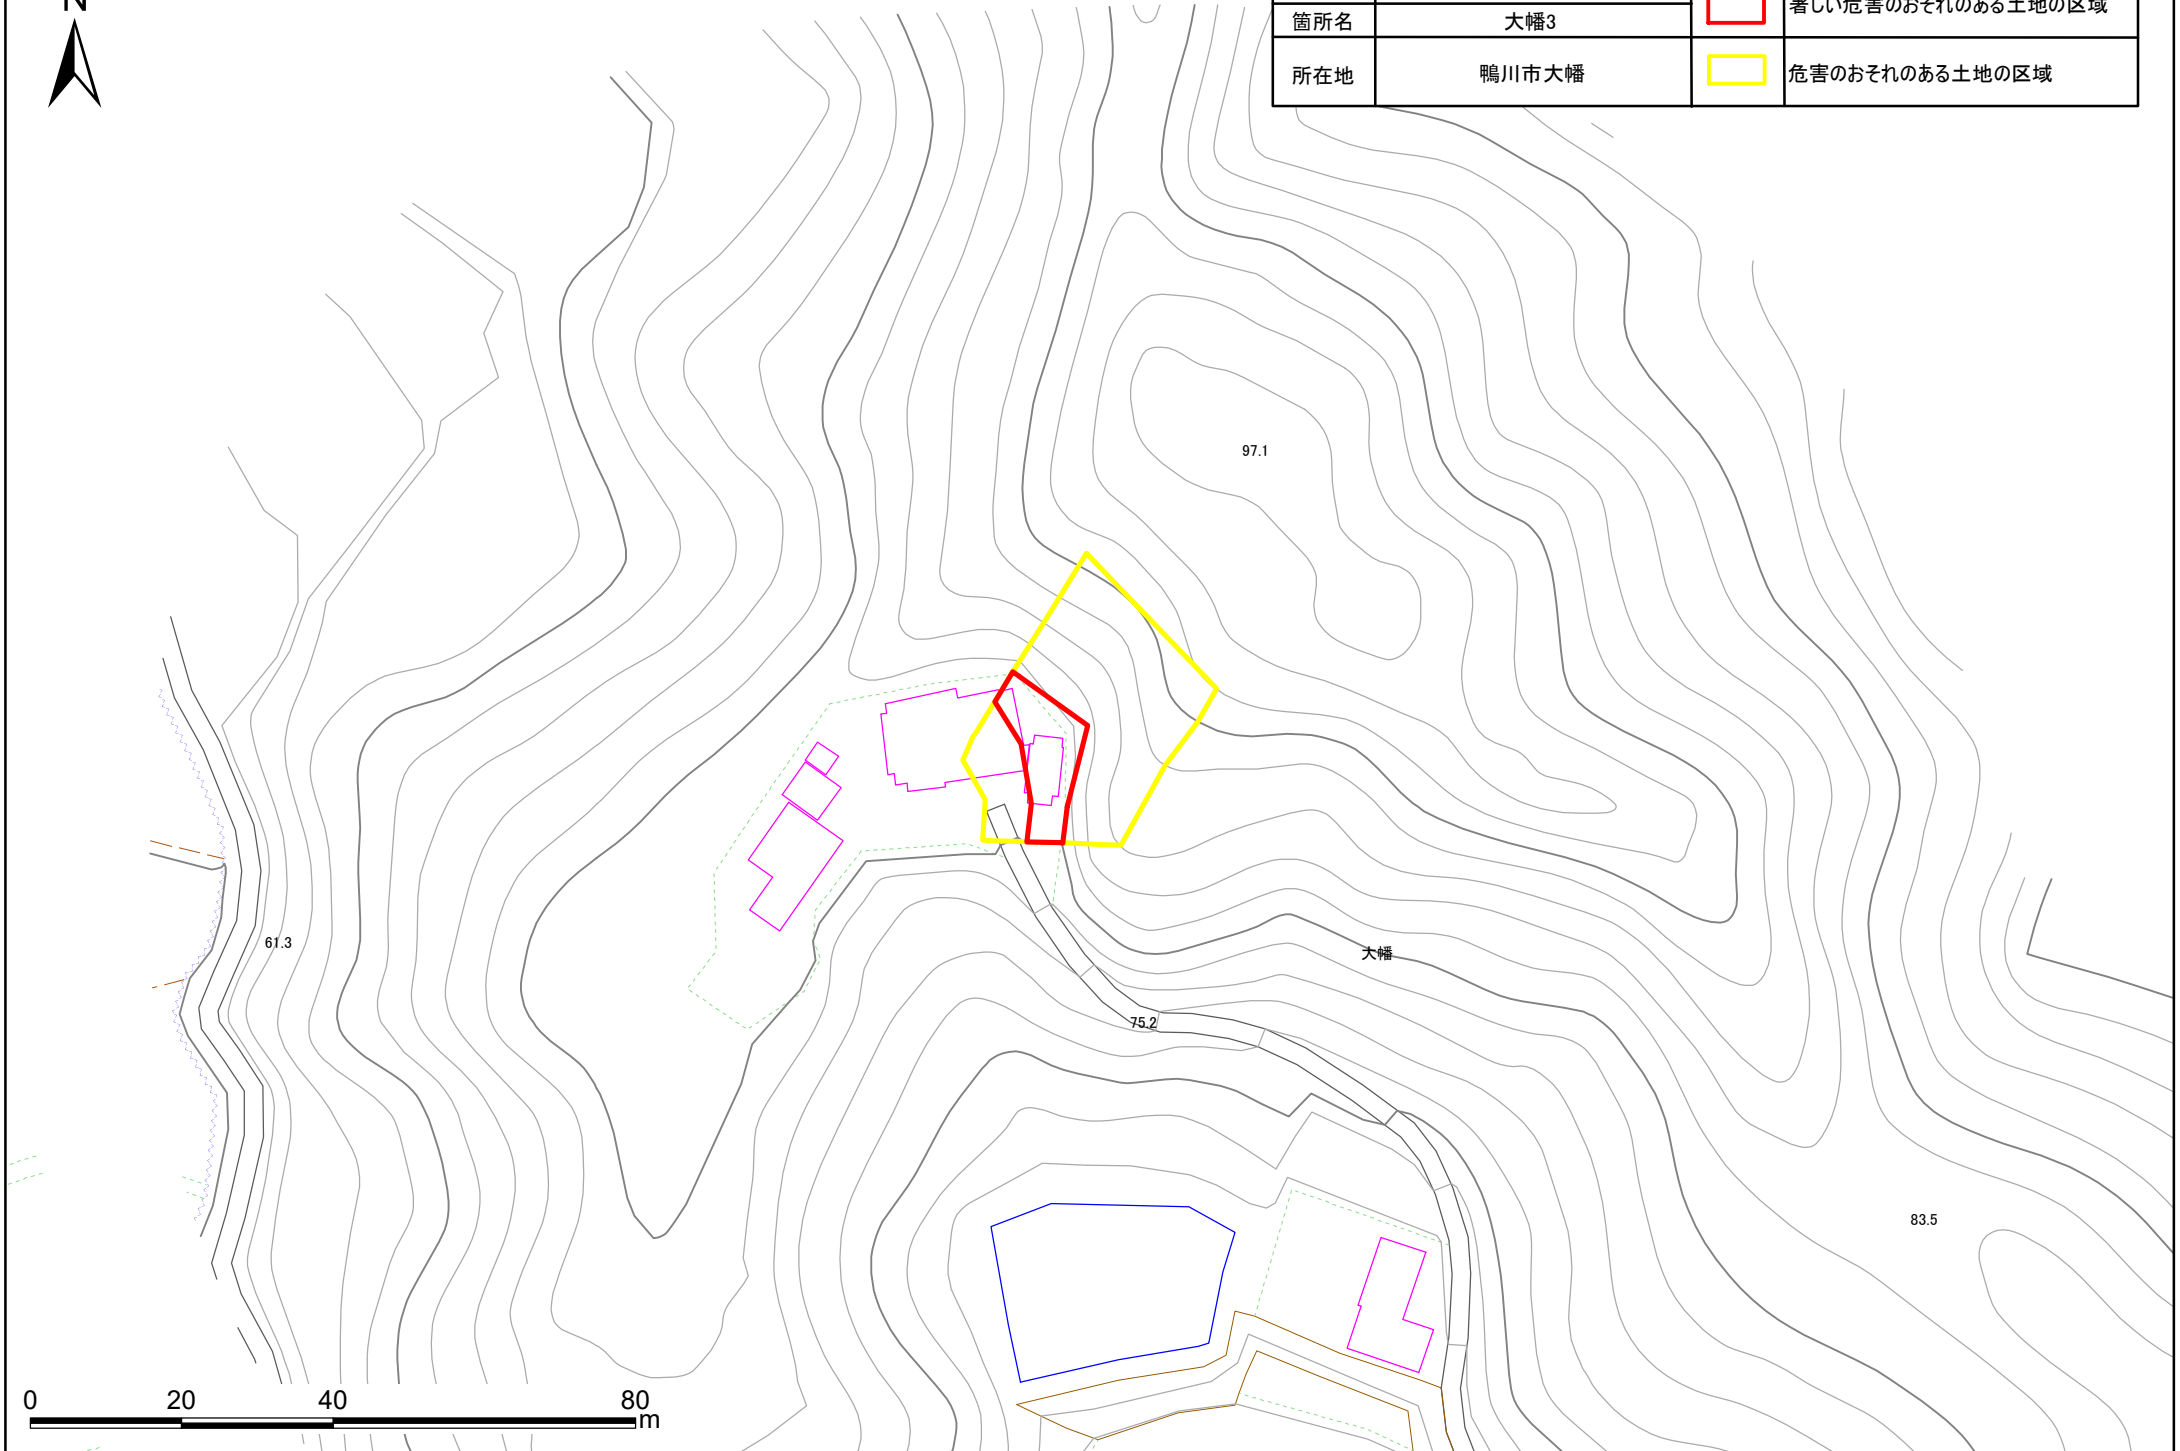 N
著しい危害のおそれのある土地の区域
箇所名 大幡3
所在地 鴨川市大幡 危害のおそれのある土地の区域
97.1
61.3
大幡
75.2
83.5
0 20 40 80 m